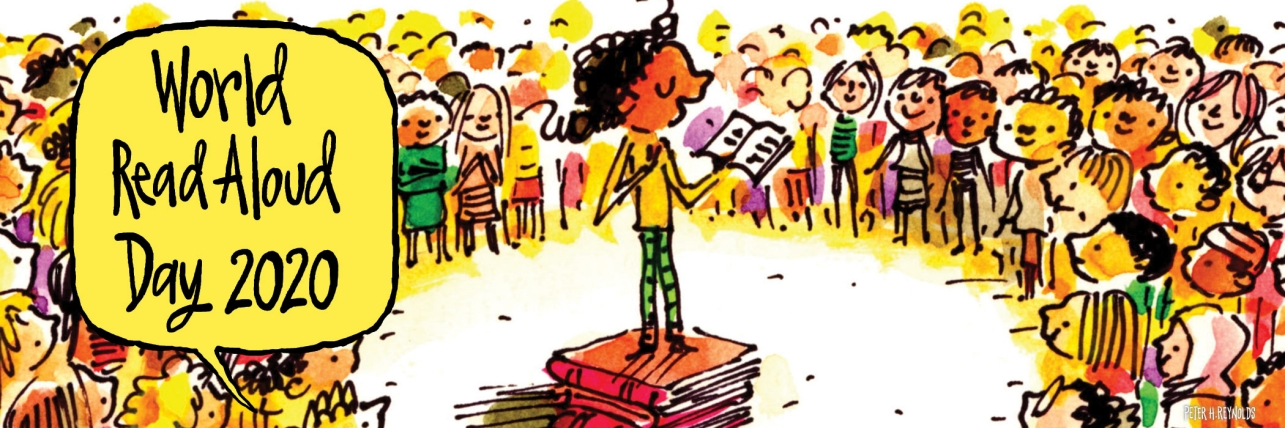 World
Read Aloud
Day 2020
PETER H. REYNOLDS